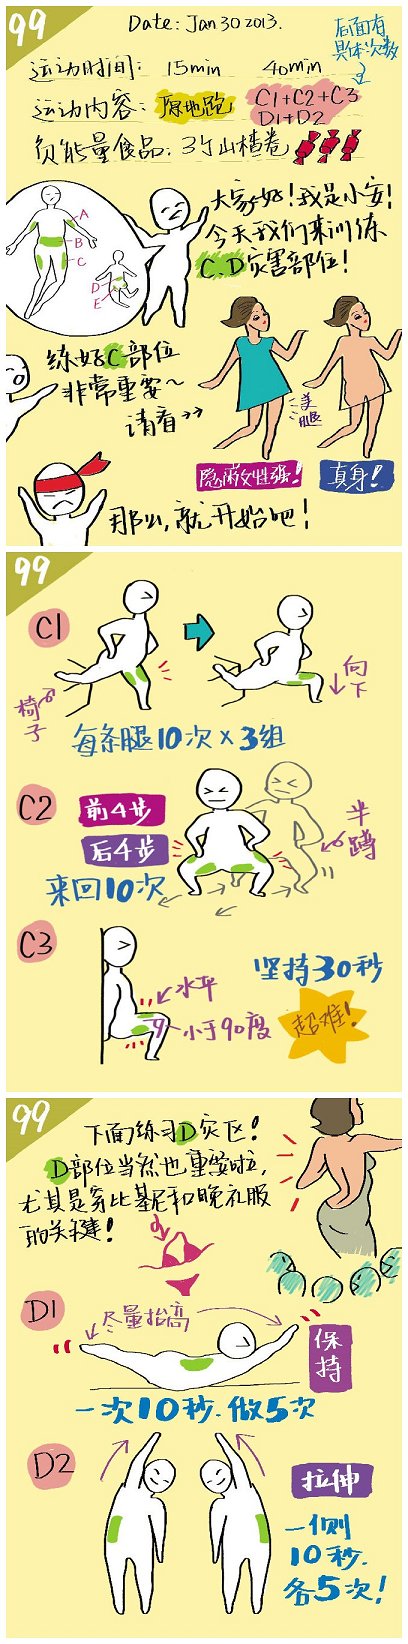 99
Date: Jan 30 2013.
后面有
具体次数
运动时间: 15min 40min
运动内容: 原地跑 C1+C2+C3
D1+D2
负能量食品: 3个山楂卷
A
B
C
D
E
大家好!我是小安!
今天我们来训练
C.D灾害部位!
练好C部位
非常重要~
请看>>
美腿
隐蔽性强!
真身!
那么,就开始吧!
99
C1
椅子
向下
每条腿10次×3组
C2
前4步
后4步
来回10次
半蹲
C3
水平
小于90度
坚持30秒
超难!
99
下面练习D灾区!
D部位当然也重要啦,
尤其是穿比基尼和晚礼服
的关键!
D1
尽量抬高
保持
一次10秒.做5次
D2
拉伸
一侧
10秒.
各5次!